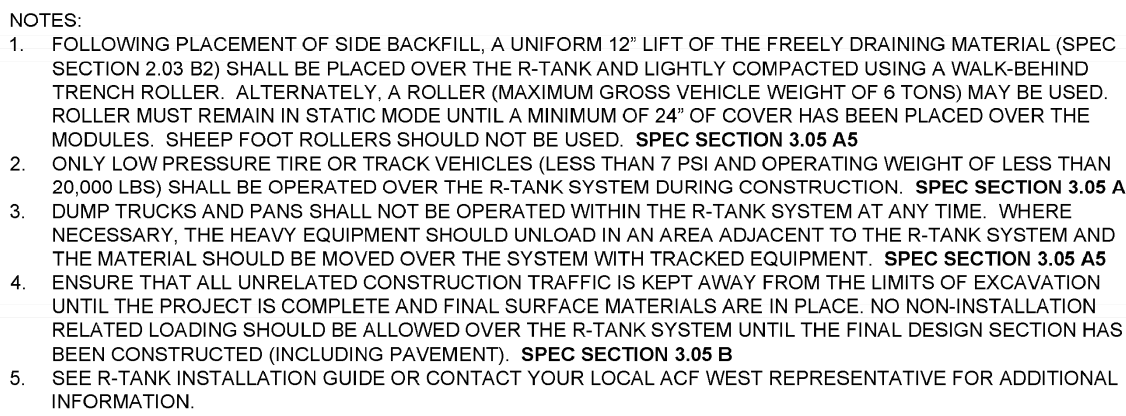 NOTES:
1. FOLLOWING PLACEMENT OF SIDE BACKFILL, A UNIFORM 12” LIFT OF THE FREELY DRAINING MATERIAL (SPEC
SECTION 2.03 B2) SHALL BE PLACED OVER THE R-TANK AND LIGHTLY COMPACTED USING A WALK-BEHIND
TRENCH ROLLER. ALTERNATELY, A ROLLER (MAXIMUM GROSS VEHICLE WEIGHT OF 6 TONS) MAY BE USED.
ROLLER MUST REMAIN IN STATIC MODE UNTIL A MINIMUM OF 24” OF COVER HAS BEEN PLACED OVER THE
MODULES. SHEEP FOOT ROLLERS SHOULD NOT BE USED. SPEC SECTION 3.05 A5
2. ONLY LOW PRESSURE TIRE OR TRACK VEHICLES (LESS THAN 7 PSI AND OPERATING WEIGHT OF LESS THAN
20,000 LBS) SHALL BE OPERATED OVER THE R-TANK SYSTEM DURING CONSTRUCTION. SPEC SECTION 3.05 A
3. DUMP TRUCKS AND PANS SHALL NOT BE OPERATED WITHIN THE R-TANK SYSTEM AT ANY TIME. WHERE
NECESSARY, THE HEAVY EQUIPMENT SHOULD UNLOAD IN AN AREA ADJACENT TO THE R-TANK SYSTEM AND
THE MATERIAL SHOULD BE MOVED OVER THE SYSTEM WITH TRACKED EQUIPMENT. SPEC SECTION 3.05 A5
4. ENSURE THAT ALL UNRELATED CONSTRUCTION TRAFFIC IS KEPT AWAY FROM THE LIMITS OF EXCAVATION
UNTIL THE PROJECT IS COMPLETE AND FINAL SURFACE MATERIALS ARE IN PLACE. NO NON-INSTALLATION
RELATED LOADING SHOULD BE ALLOWED OVER THE R-TANK SYSTEM UNTIL THE FINAL DESIGN SECTION HAS
BEEN CONSTRUCTED (INCLUDING PAVEMENT). SPEC SECTION 3.05 B
5. SEE R-TANK INSTALLATION GUIDE OR CONTACT YOUR LOCAL ACF WEST REPRESENTATIVE FOR ADDITIONAL
INFORMATION.